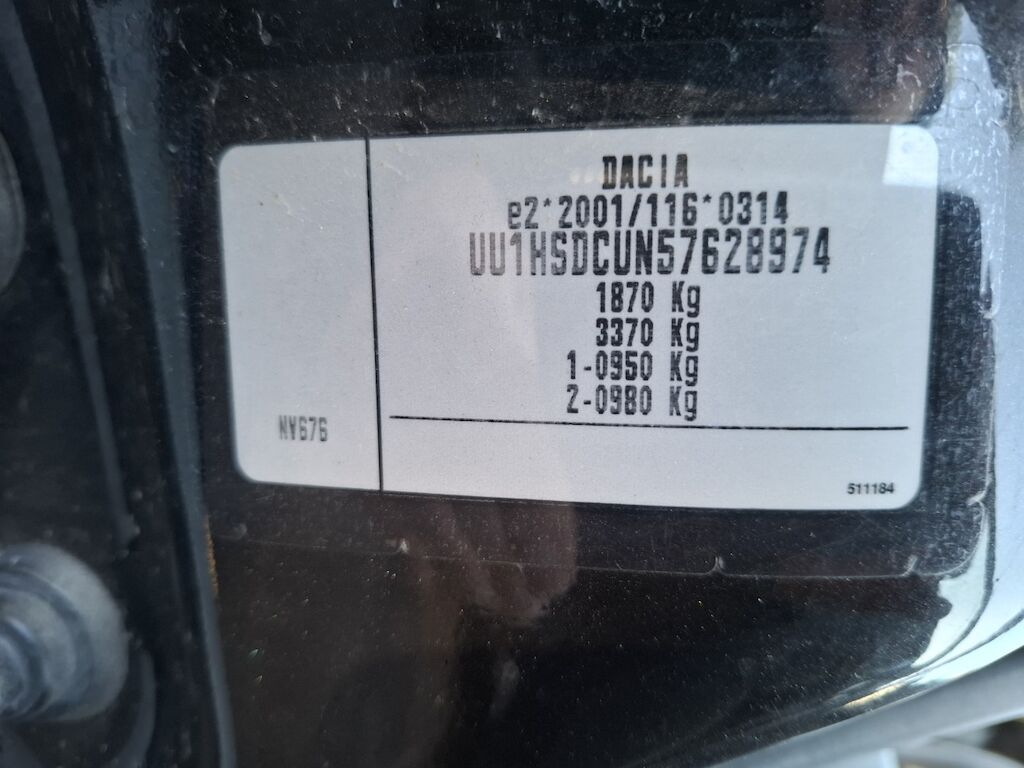 DACIA
e2*2001/116*0314
UU1HSDCUN57628974
1870 Kg
3370 Kg
1-0950 Kg
2-0980 Kg
NV676
511184